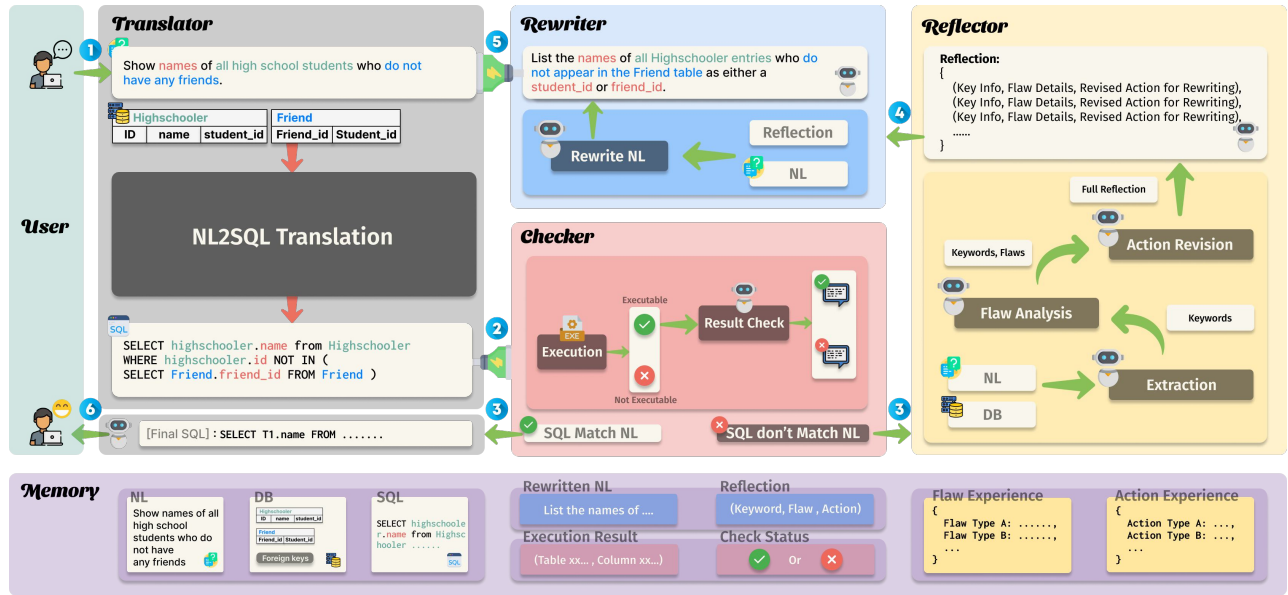 User
Translator
1
Show names of all high school students who do not
have any friends.
Highschooler
ID name student_id
Friend
Friend_id Student_id
NL2SQL Translation
SQL
SELECT highschooler.name from Highschooler
WHERE highschooler.id NOT IN (
SELECT Friend.friend_id FROM Friend )
2
6
[Final SQL] : SELECT T1.name FROM .......
3
5
Rewriter
List the names of all Highschooler entries who do
not appear in the Friend table as either a
student_id or friend_id.
Rewrite NL
Reflection
NL
4
Checker
EXE
Execution
Executable
Not Executable
Result Check
SQL Match NL
SQL don't Match NL
3
Reflector
Reflection:
{
(Key Info, Flaw Details, Revised Action for Rewriting),
(Key Info, Flaw Details, Revised Action for Rewriting),
(Key Info, Flaw Details, Revised Action for Rewriting),
......
}
Full Reflection
Action Revision
Keywords, Flaws
Flaw Analysis
Keywords
NL
DB
Extraction
Memory
NL
Show names of all
high school
students who do
not have
any friends
DB
Highschooler
ID name student_id
Friend
Friend_id Student_id
Foreign keys
SQL
SELECT highschoole
r.name from Highsc
hooler ......
SQL
Rewritten NL
List the names of ....
Reflection
(Keyword, Flaw , Action)
Execution Result
(Table xx... , Column xx...)
Check Status
Or
Flaw Experience
{
Flaw Type A: ......,
Flaw Type B: ......,
...
}
Action Experience
{
Action Type A: ...,
Action Type B: ...,
...
}